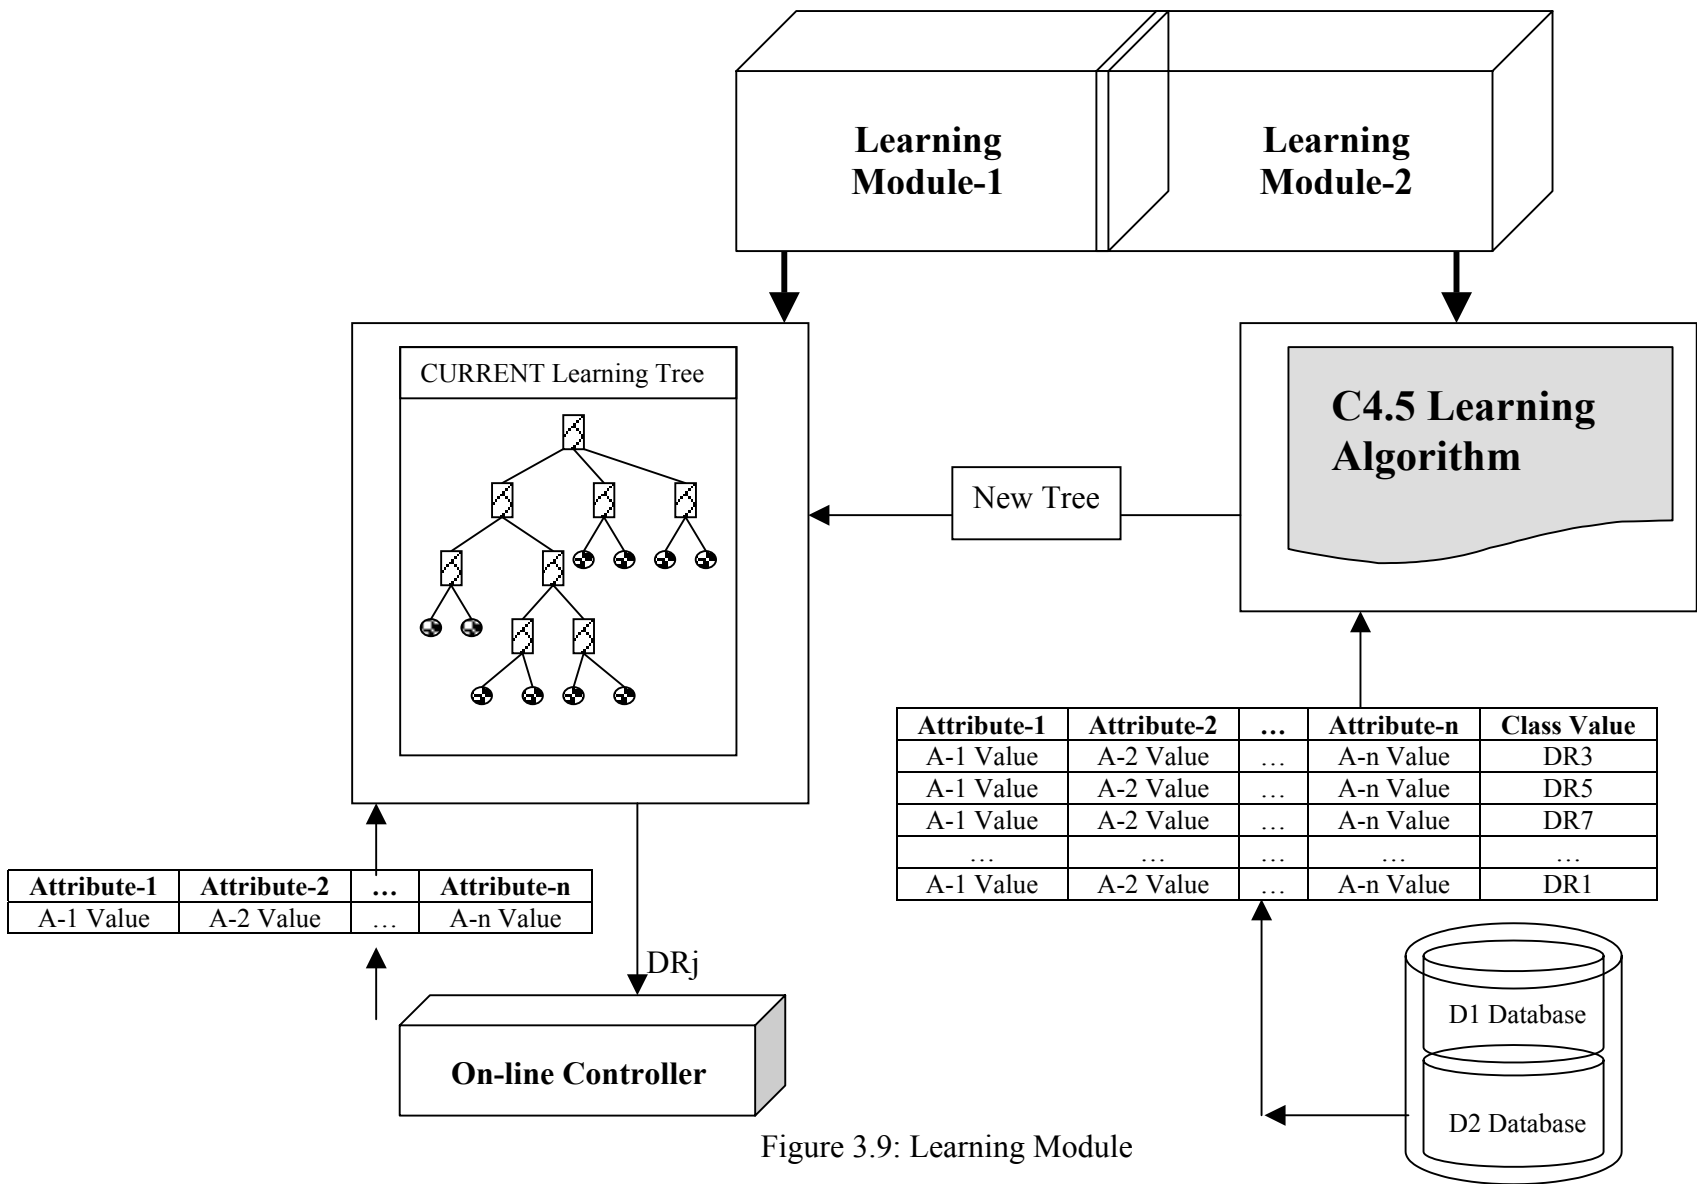 Learning
Module-1
Learning
Module-2
CURRENT Learning Tree
C4.5 Learning
Algorithm
New Tree
Attribute-1 Attribute-2 … Attribute-n Class Value
A-1 Value A-2 Value … A-n Value DR3
A-1 Value A-2 Value … A-n Value DR5
A-1 Value A-2 Value … A-n Value DR7
… … … … …
A-1 Value A-2 Value … A-n Value DR1
Attribute-1 Attribute-2 … Attribute-n
A-1 Value A-2 Value … A-n Value
DRj
On-line Controller
D1 Database
D2 Database
Figure 3.9: Learning Module